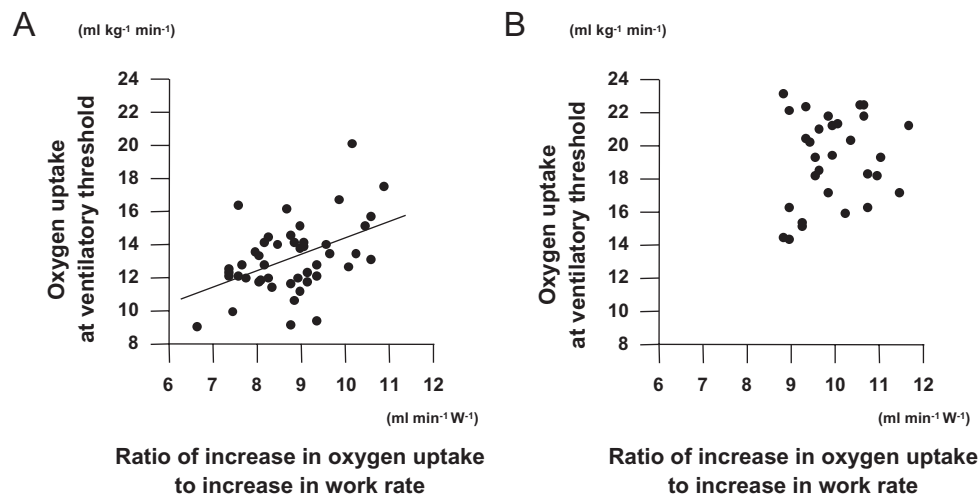 A
(ml kg-1 min-1)
24
22
20
18
16
14
12
10
8
Oxygen uptake
at ventilatory threshold
6
7
8
9
10
11
12
(ml min-1 W-1)
Ratio of increase in oxygen uptake
to increase in work rate
B
(ml kg-1 min-1)
24
22
20
18
16
14
12
10
8
Oxygen uptake
at ventilatory threshold
6
7
8
9
10
11
12
(ml min-1 W-1)
Ratio of increase in oxygen uptake
to increase in work rate